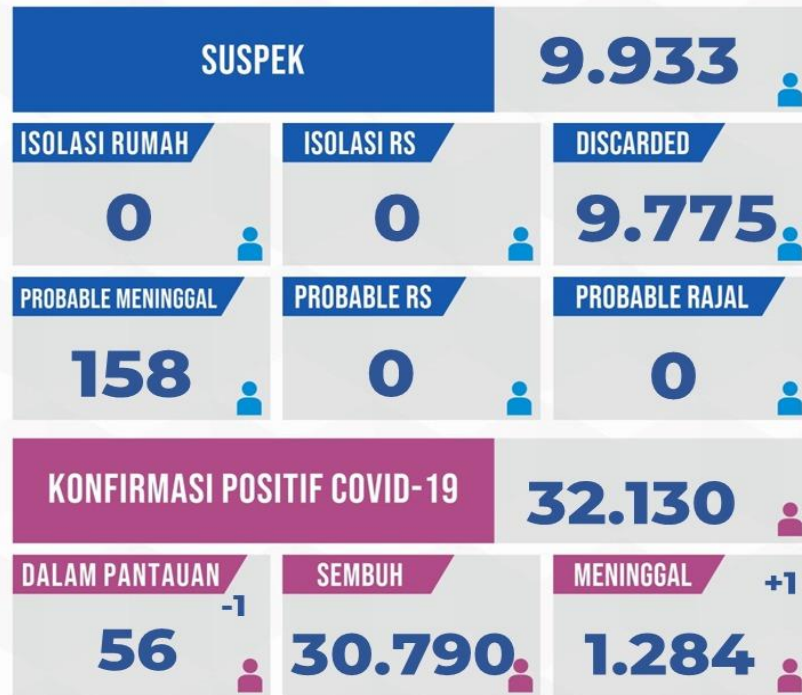 SUSPEK 9.933
ISOLASI RUMAH ISOLASI RS DISCARDED
0 0 9.775
PROBABLE MENINGGAL PROBABLE RS PROBABLE RAJAL
158 0 0
KONFIRMASI POSITIF COVID-19 32.130
DALAM PANTAUAN SEMBUH MENINGGAL
-1 +1
56 30.790 1.284